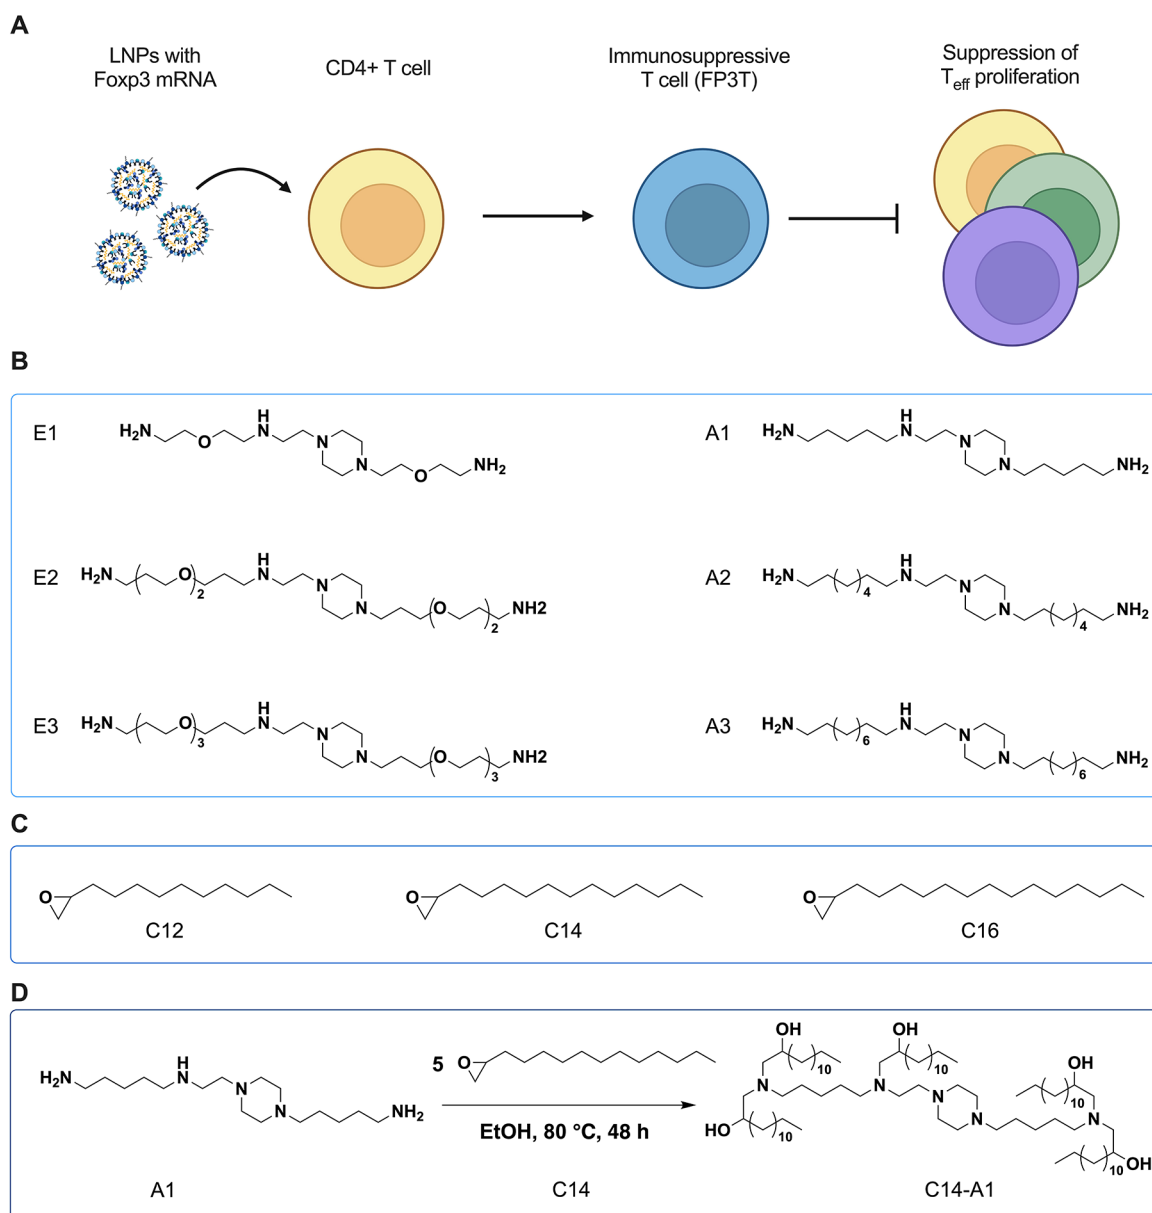 A
LNPs with
Foxp3 mRNA
CD4+ T cell
Immunosuppressive
T cell (FP3T)
Suppression of
Teff proliferation
B
E1
H2N
O
H
N
N
N
O
NH2
A1
H2N
H
N
N
N
NH2
E2
H2N
O
2
H
N
N
N
O
2
NH2
A2
H2N
4
H
N
N
N
4
NH2
E3
H2N
O
3
H
N
N
N
O
3
NH2
A3
H2N
6
H
N
N
N
6
NH2
C
O
C12
O
C14
O
C16
D
H2N
H
N
N
N
NH2
A1
5
O
EtOH, 80 °C, 48 h
C14
OH
10
N
HO
10
OH
10
N
N
N
OH
10
N
10
OH
C14-A1